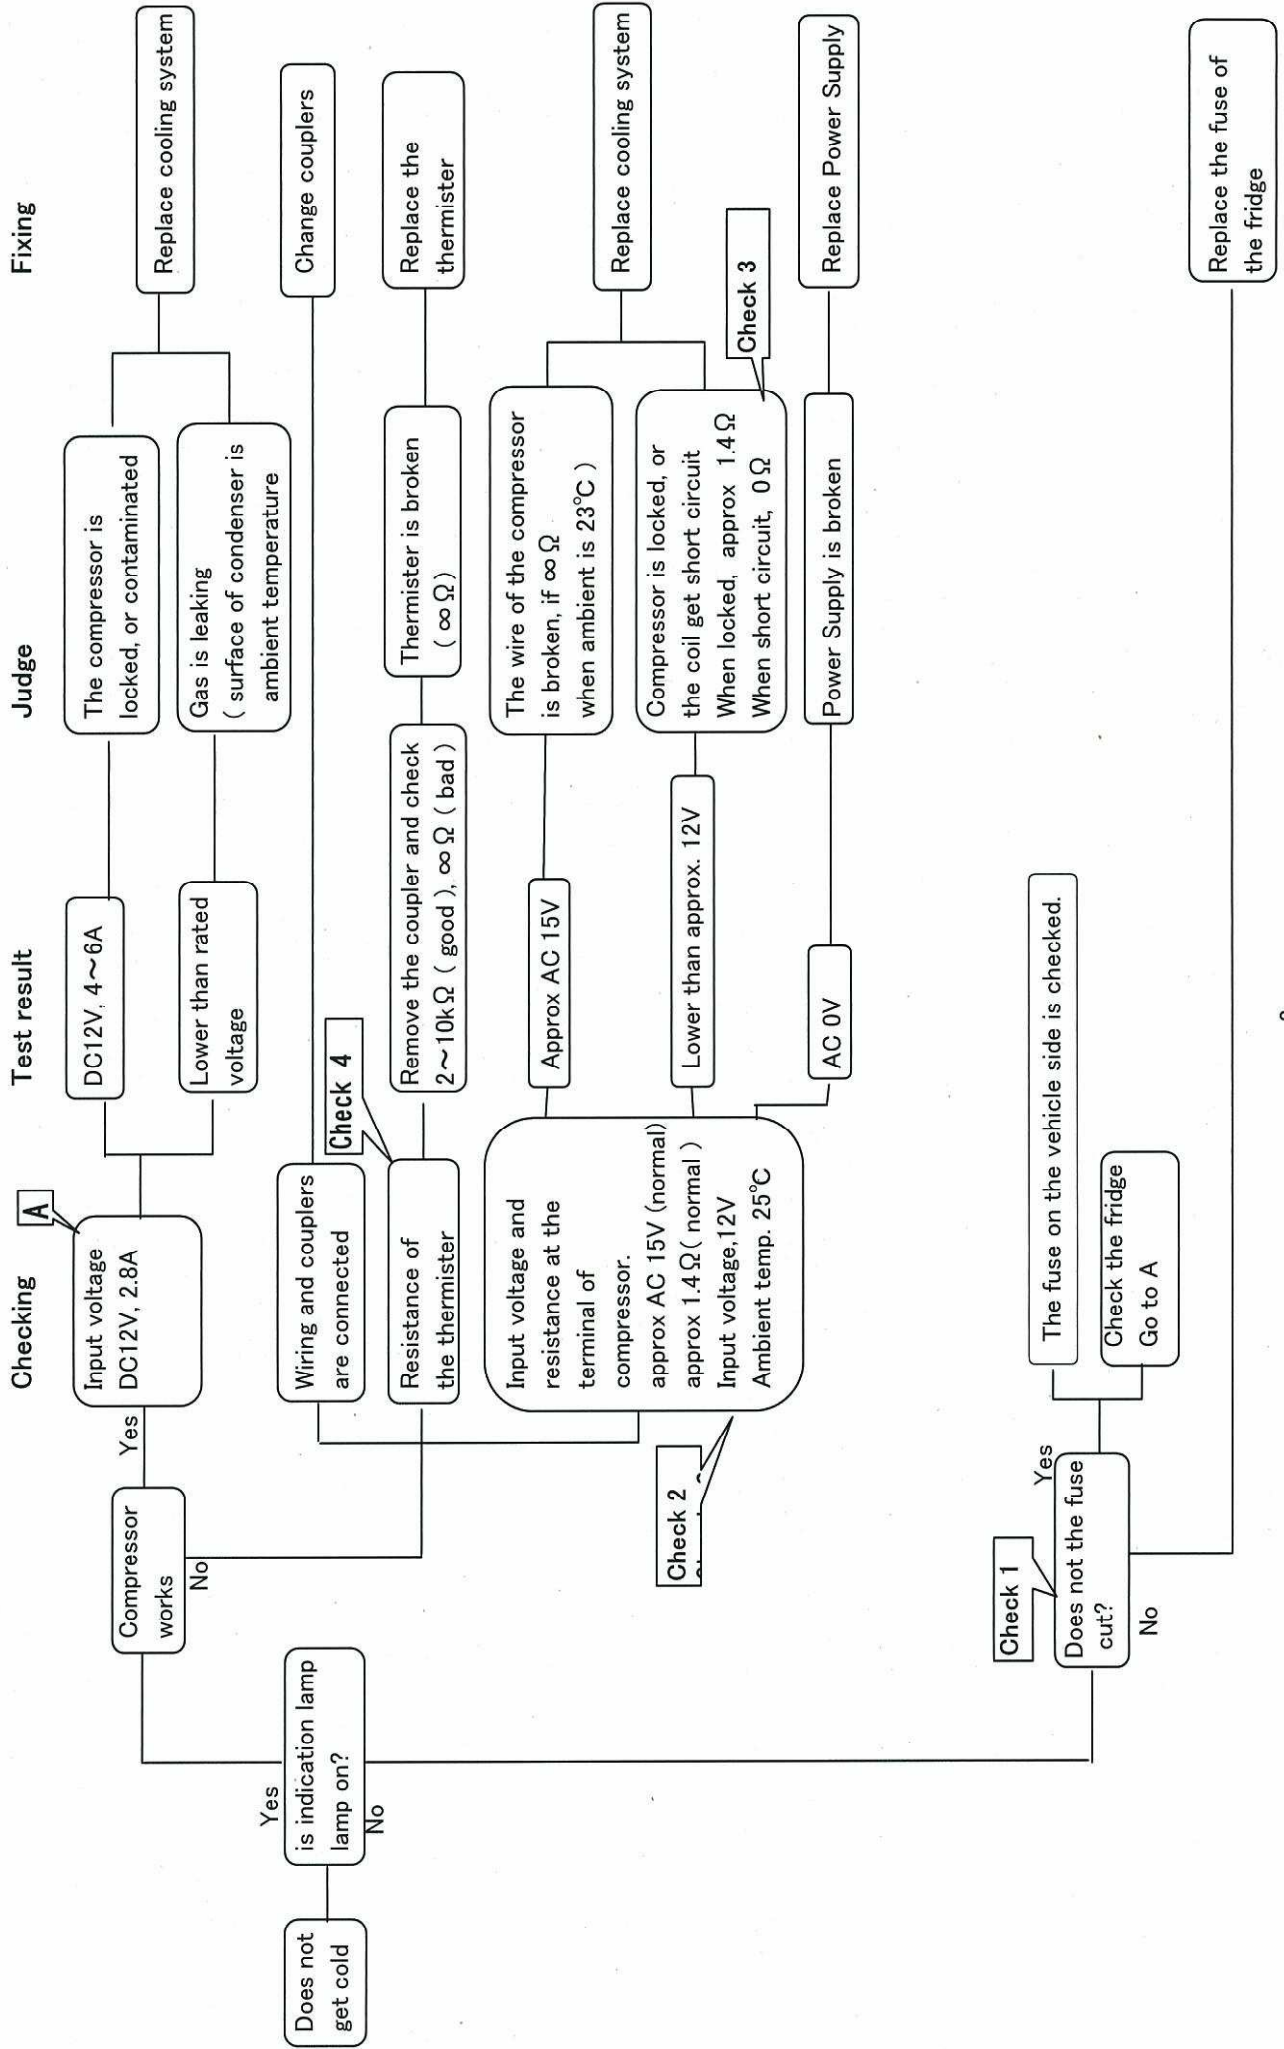 Checking
Test result
Judge
Fixing
Does not
get cold
Yes
is indication lamp
lamp on?
No
Compressor
works
Yes
No
A
Input voltage
DC12V, 2.8A
DC12V, 4～6A
The compressor is
locked, or contaminated
Replace cooling system
Lower than rated
voltage
Gas is leaking
( surface of condenser is
ambient temperature
Wiring and couplers
are connected
Change couplers
Check 4
Resistance of
the thermister
Remove the coupler and check
2～10kΩ ( good ), ∞Ω ( bad )
Thermister is broken
( ∞Ω)
Replace the
thermister
Check 2
Input voltage and
resistance at the
terminal of
compressor.
approx AC 15V (normal)
approx 1.4Ω( normal )
Input voltage,12V
Ambient temp. 25℃
Approx AC 15V
The wire of the compressor
is broken, if ∞Ω
when ambient is 23℃ )
Replace cooling system
Lower than approx. 12V
Compressor is locked, or
the coil get short circuit
When locked, approx 1.4Ω
When short circuit, 0Ω
Check 3
AC 0V
Power Supply is broken
Replace Power Supply
Check 1
Does not the fuse
cut?
Yes
No
The fuse on the vehicle side is checked.
Check the fridge
Go to A
Replace the fuse of
the fridge